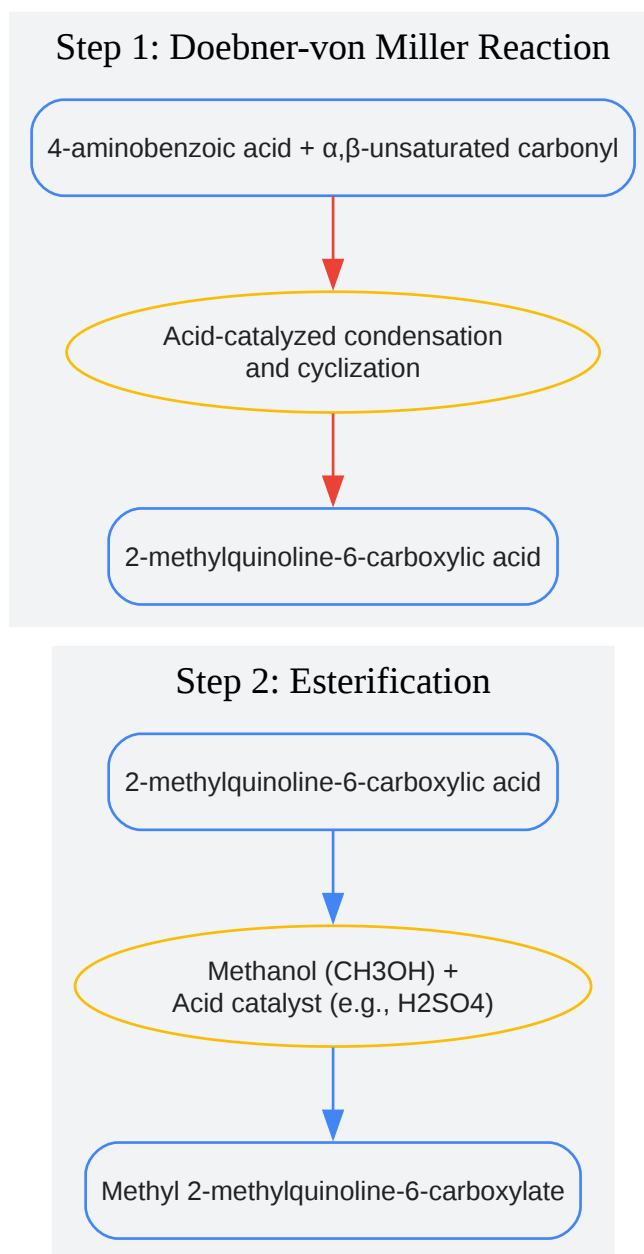 Step 1: Doebner-von Miller Reaction
4-aminobenzoic acid + α,β-unsaturated carbonyl
Acid-catalyzed condensation
and cyclization
2-methylquinoline-6-carboxylic acid
Step 2: Esterification
2-methylquinoline-6-carboxylic acid
Methanol (CH3OH) +
Acid catalyst (e.g., H2SO4)
Methyl 2-methylquinoline-6-carboxylate